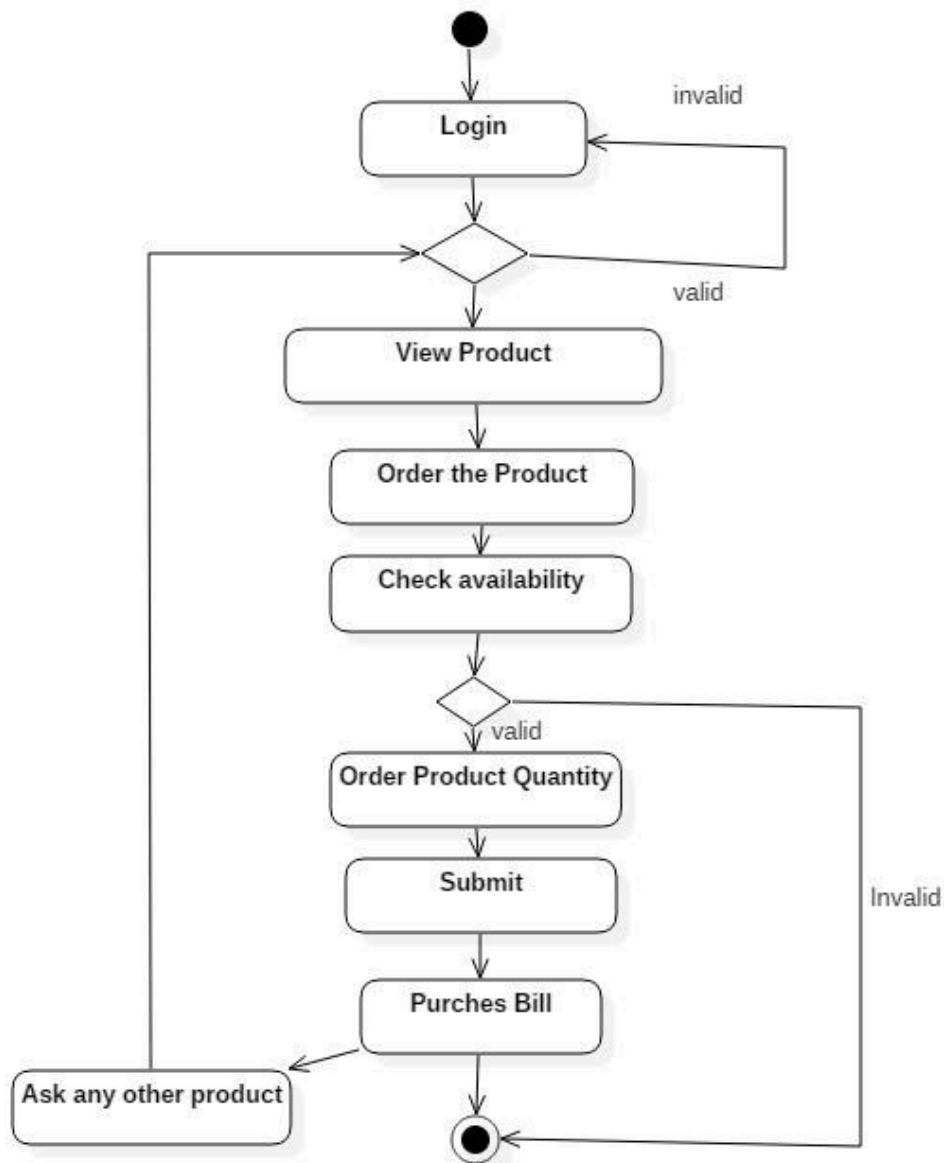 invalid
Login
valid
View Product
Order the Product
Check availability
valid
Order Product Quantity
Submit
Invalid
Purches Bill
Ask any other product